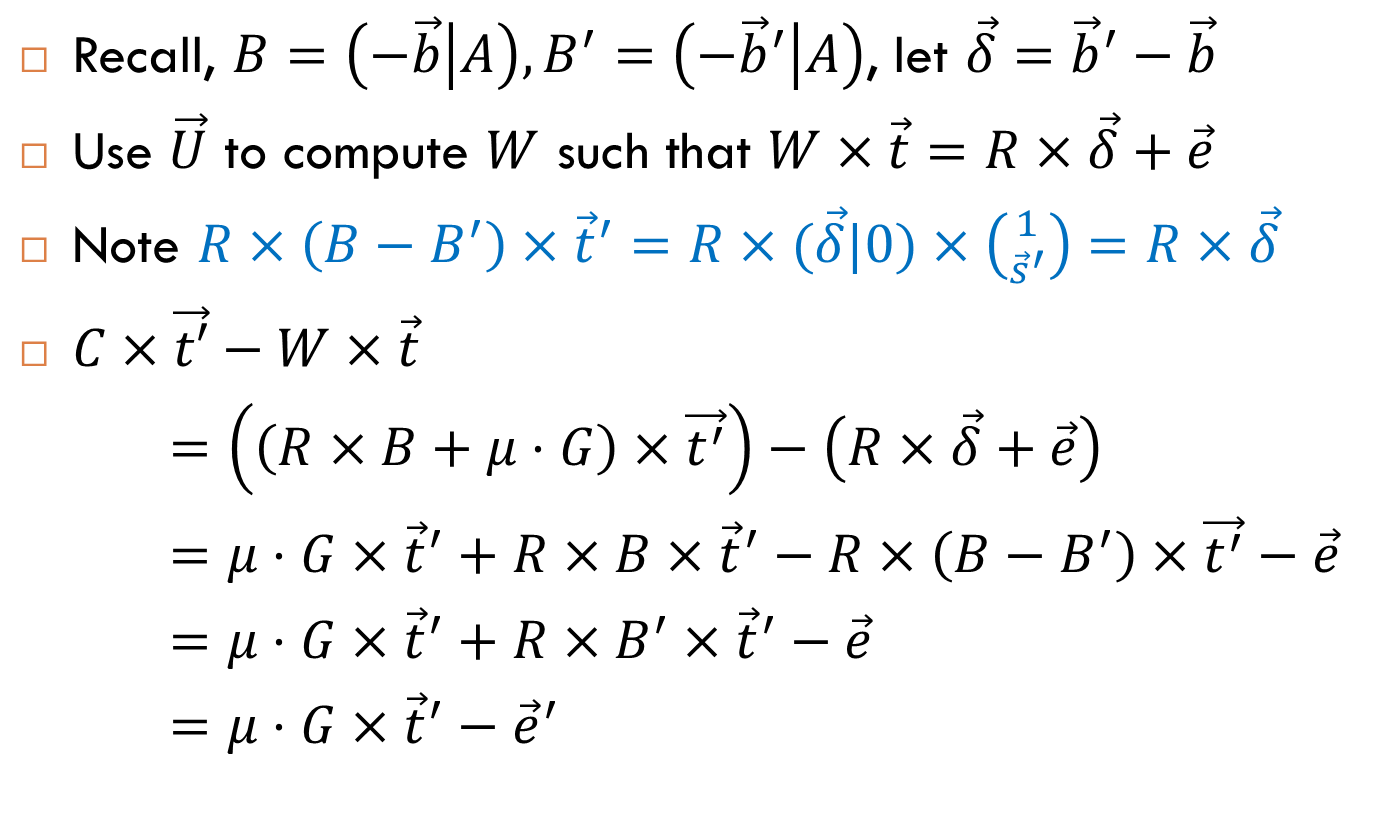 □ Recall, B = (−b⃗|A), B′ = (−b⃗′|A), let δ⃗ = b⃗′ − b⃗
□ Use U⃗ to compute W such that W × t⃗ = R × δ⃗ + e⃗
□ Note R × (B − B′) × t⃗′ = R × (δ⃗|0) × (1 s⃗′) = R × δ⃗
□ C × t⃗′ − W × t⃗
= ((R × B + μ · G) × t⃗′) − (R × δ⃗ + e⃗)
= μ · G × t⃗′ + R × B × t⃗′ − R × (B − B′) × t⃗′ − e⃗
= μ · G × t⃗′ + R × B′ × t⃗′ − e⃗
= μ · G × t⃗′ − e⃗′